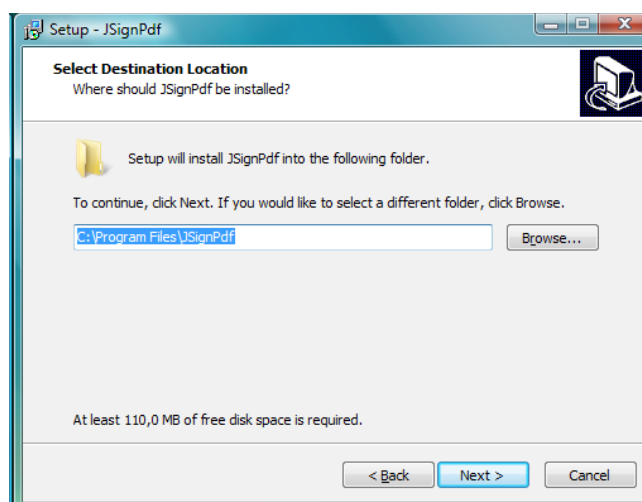 Setup - JSignPdf
Select Destination Location
Where should JSignPdf be installed?
Setup will install JSignPdf into the following folder.
To continue, click Next. If you would like to select a different folder, click Browse.
C:\Program Files\JSignPdf
Browse...
At least 110,0 MB of free disk space is required.
< Back
Next >
Cancel